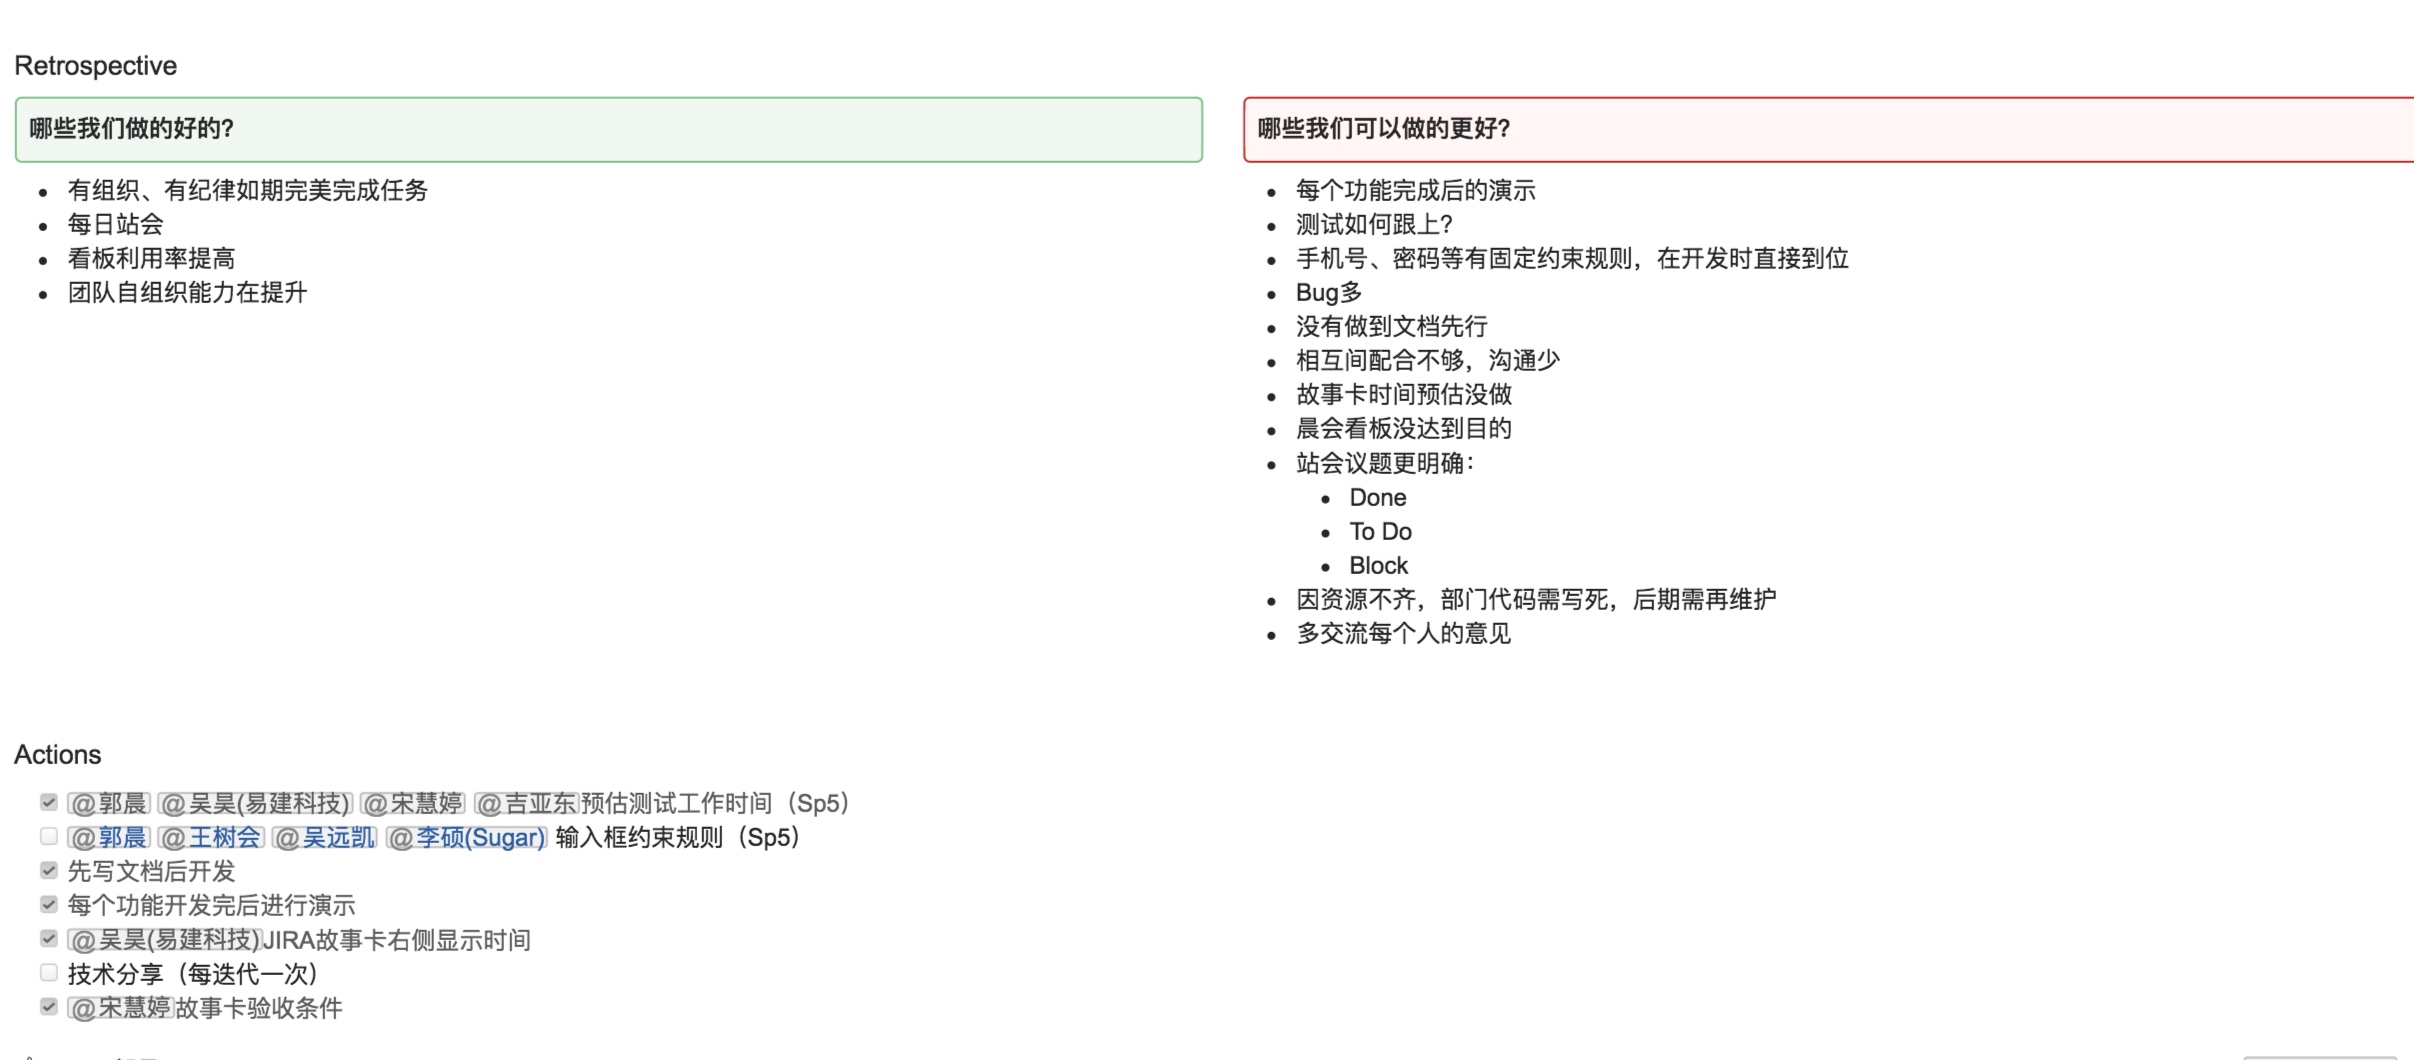 Retrospective
哪些我们做的好的?
有组织、有纪律如期完美完成任务
每日站会
看板利用率提高
团队自组织能力在提升
哪些我们可以做的更好?
每个功能完成后的演示
测试如何跟上?
手机号、密码等有固定约束规则，在开发时直接到位
Bug多
没有做到文档先行
相互间配合不够，沟通少
故事卡时间预估没做
晨会看板没达到目的
站会议题更明确：
Done
To Do
Block
因资源不齐，部门代码需写死，后期需再维护
多交流每个人的意见
Actions
@郭晨 @吴昊(易建科技) @宋慧婷 @吉亚东预估测试工作时间（Sp5）
@郭晨 @王树会 @吴远凯 @李硕(Sugar) 输入框约束规则（Sp5）
先写文档后开发
每个功能开发完后进行演示
@吴昊(易建科技)JIRA故事卡右侧显示时间
技术分享（每迭代一次）
@宋慧婷故事卡验收条件